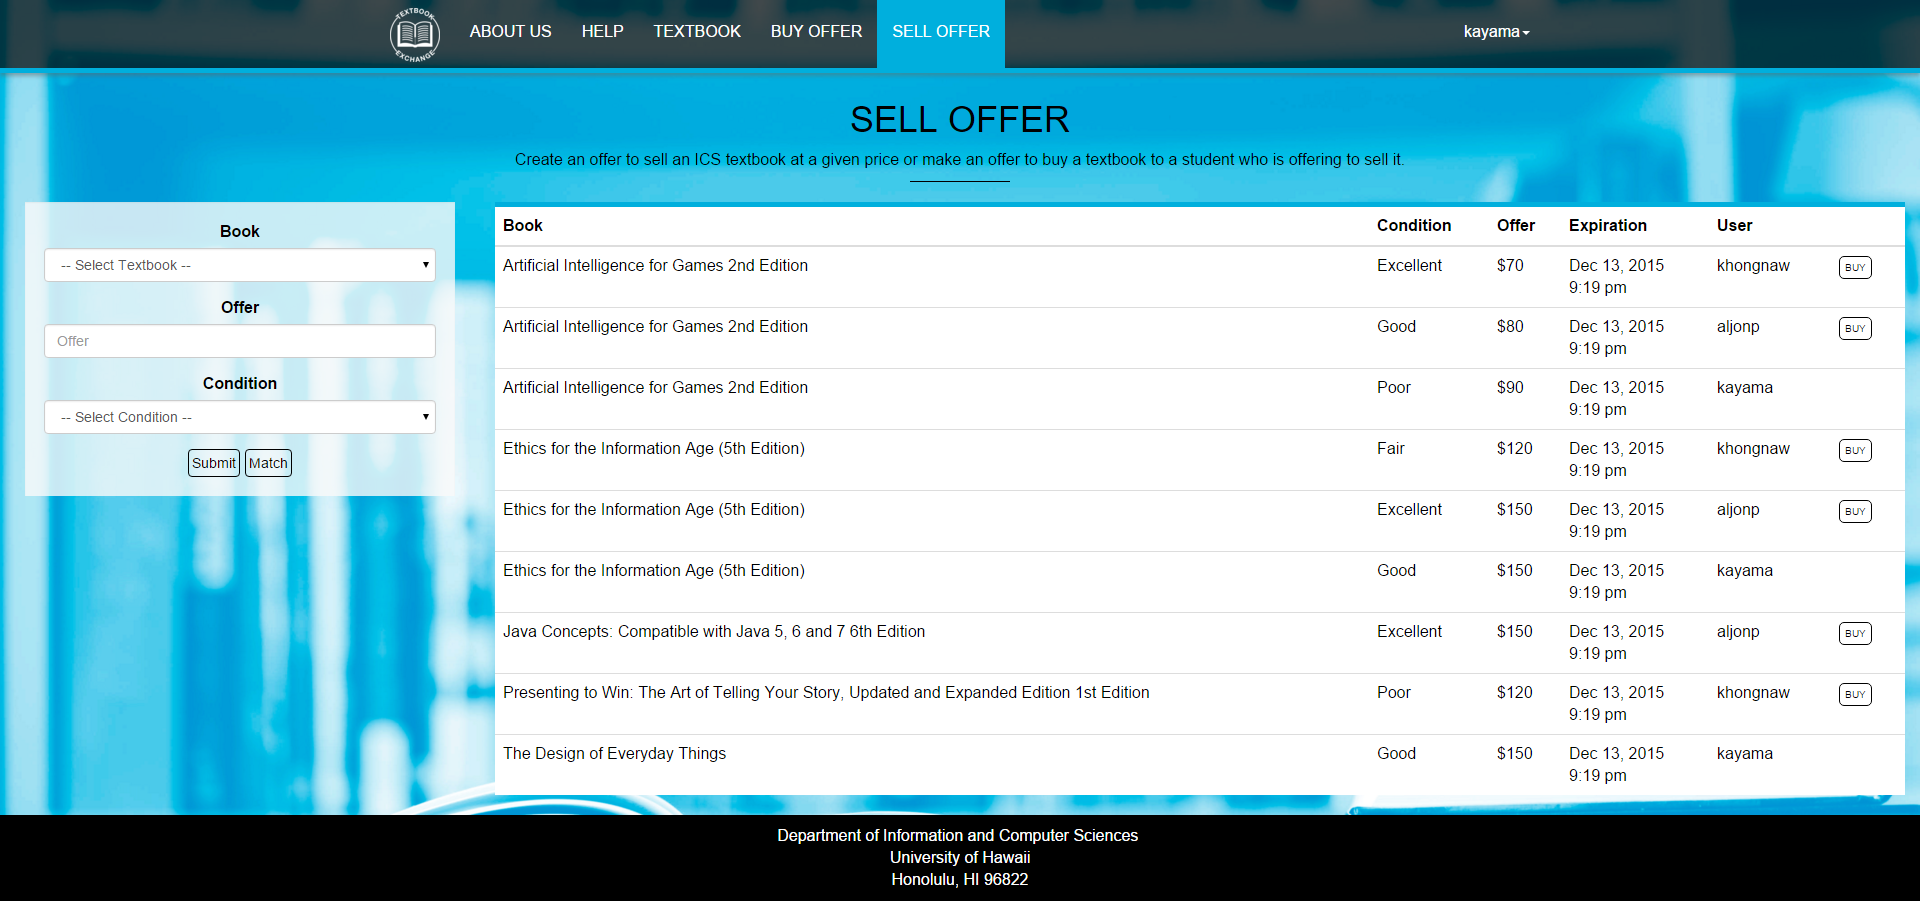 TEXTBOOK
EXCHANGE
ABOUT US
HELP
TEXTBOOK
BUY OFFER
SELL OFFER
kayama
SELL OFFER
Create an offer to sell an ICS textbook at a given price or make an offer to buy a textbook to a student who is offering to sell it.
Book
-- Select Textbook --
Offer
Offer
Condition
-- Select Condition --
Submit Match
Book Condition Offer Expiration User
Artificial Intelligence for Games 2nd Edition Excellent $70 Dec 13, 2015 khongnaw BUY
9:19 pm
Artificial Intelligence for Games 2nd Edition Good $80 Dec 13, 2015 aljonp BUY
9:19 pm
Artificial Intelligence for Games 2nd Edition Poor $90 Dec 13, 2015 kayama
9:19 pm
Ethics for the Information Age (5th Edition) Fair $120 Dec 13, 2015 khongnaw BUY
9:19 pm
Ethics for the Information Age (5th Edition) Excellent $150 Dec 13, 2015 aljonp BUY
9:19 pm
Ethics for the Information Age (5th Edition) Good $150 Dec 13, 2015 kayama
9:19 pm
Java Concepts: Compatible with Java 5, 6 and 7 6th Edition Excellent $150 Dec 13, 2015 aljonp BUY
9:19 pm
Presenting to Win: The Art of Telling Your Story, Updated and Expanded Edition 1st Edition Poor $120 Dec 13, 2015 khongnaw BUY
9:19 pm
The Design of Everyday Things Good $150 Dec 13, 2015 kayama
9:19 pm
Department of Information and Computer Sciences
University of Hawaii
Honolulu, HI 96822